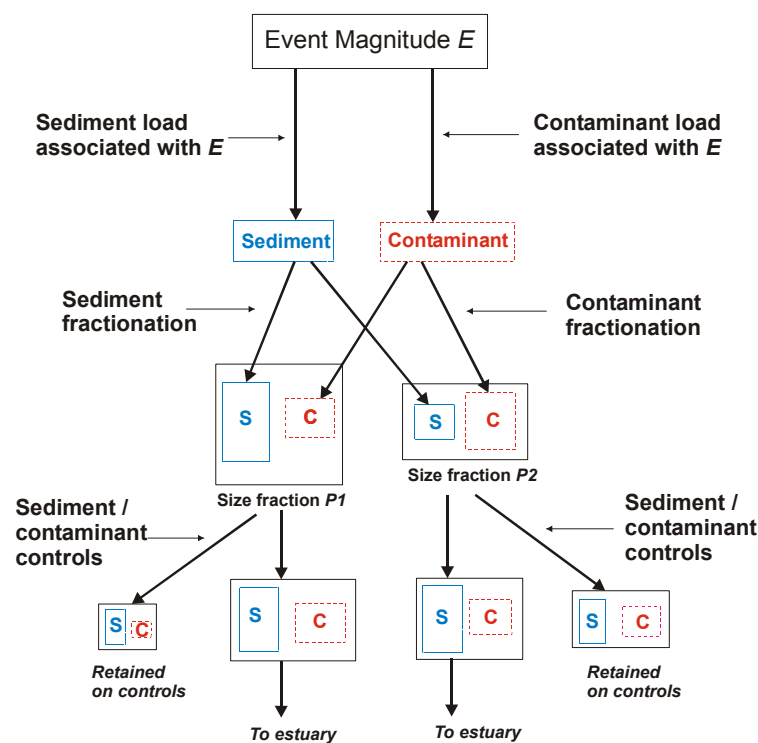 Event Magnitude E
Sediment load
associated with E
Contaminant load
associated with E
Sediment
Contaminant
Sediment
fractionation
Contaminant
fractionation
S
C
S
C
Size fraction P1
Size fraction P2
Sediment /
contaminant
controls
Sediment /
contaminant
controls
S
C
S
C
S
C
S
C
Retained
on controls
To estuary
To estuary
Retained
on controls